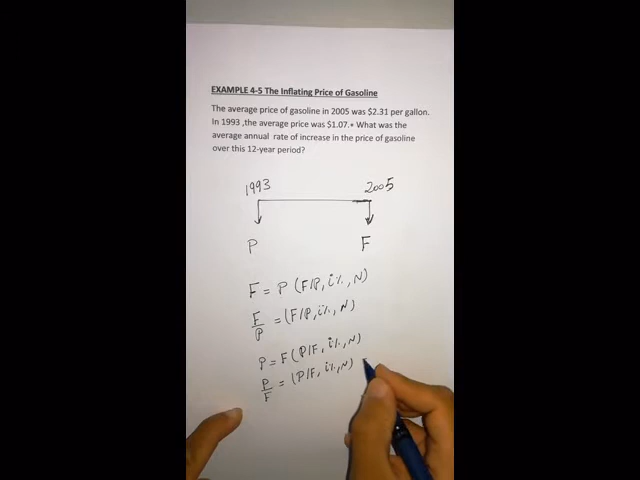 EXAMPLE 4-5 The Inflating Price of Gasoline
The average price of gasoline in 2005 was $2.31 per gallon.
In 1993 ,the average price was $1.07.• What was the
average annual rate of increase in the price of gasoline
over this 12-year period?
1993 2005
P F
F = P (F/P, i%, N)
F/P = (F/P, i%, N)
P = F (P/F, i%, N)
P/F = (P/F, i%, N)